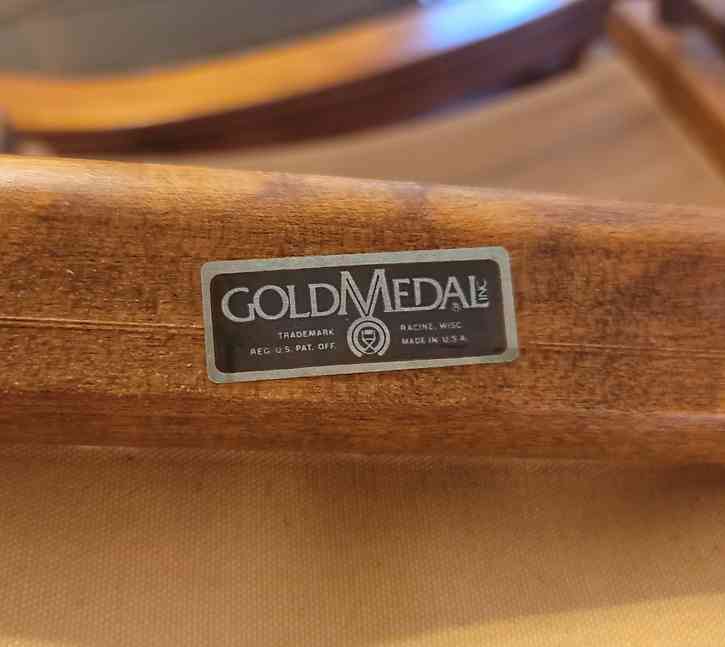 GOLDMEDAL INC ®
TRADEMARK RACINE, WISC
REG. U.S. PAT. OFF. MADE IN U.S.A.